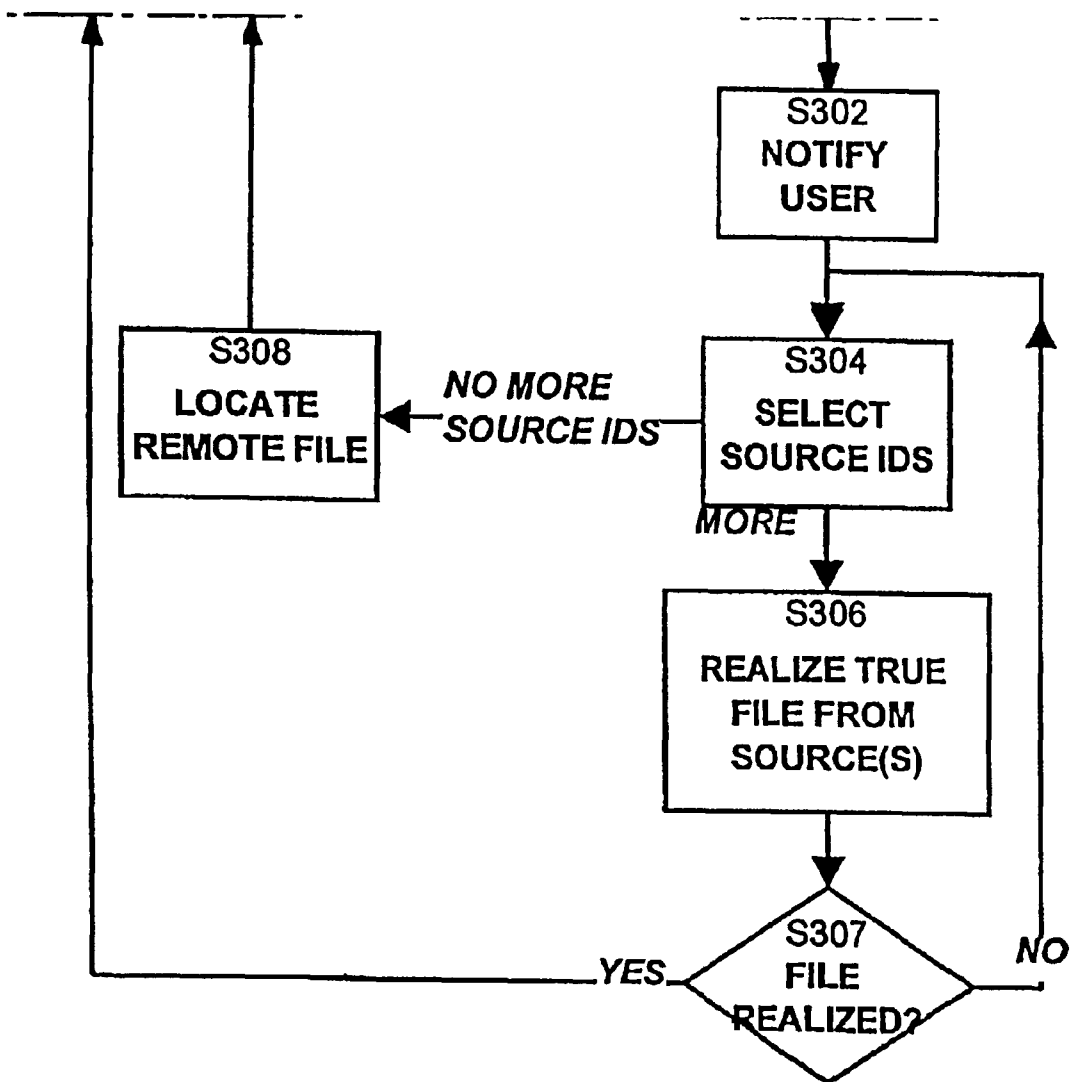 S302
NOTIFY
USER
S308
LOCATE
REMOTE FILE
NO MORE
SOURCE IDS
S304
SELECT
SOURCE IDS
MORE
S306
REALIZE TRUE
FILE FROM
SOURCE(S)
S307
FILE
REALIZED?
YES
NO